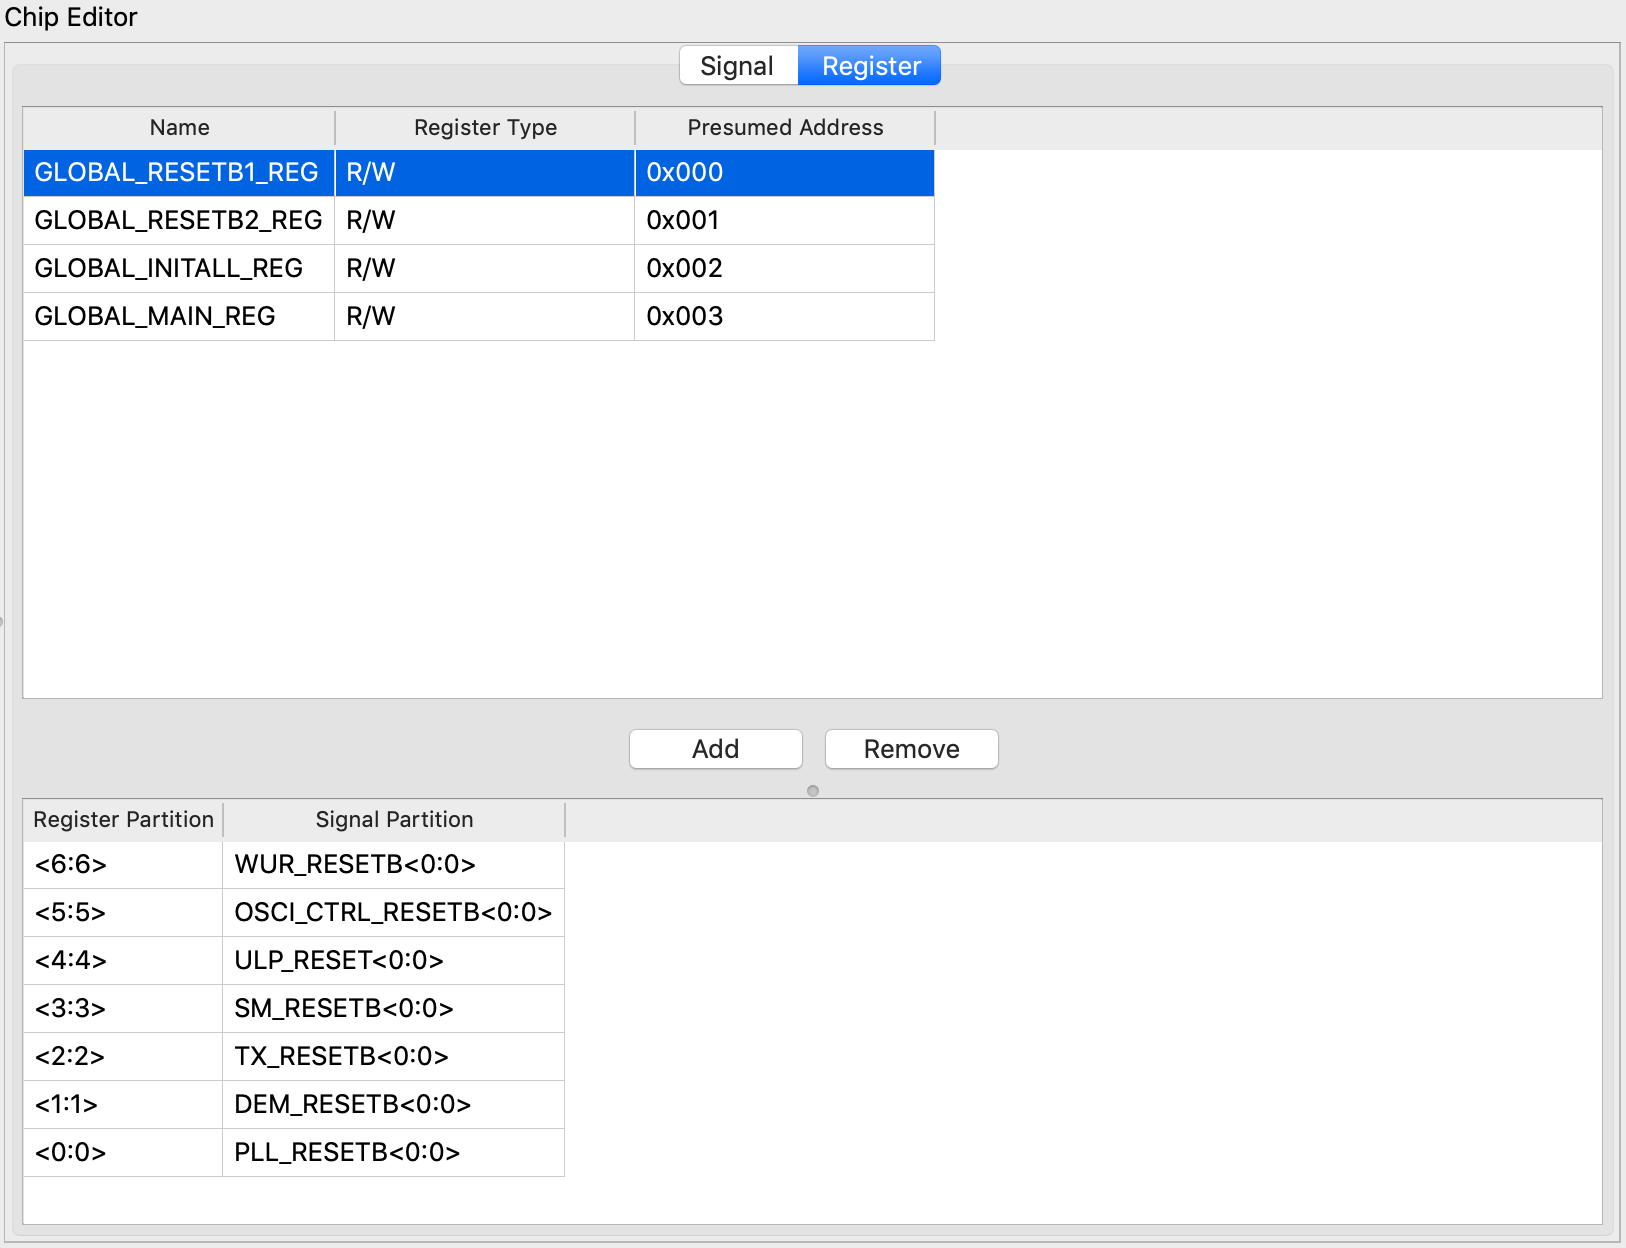 Chip Editor
Signal Register
Name Register Type Presumed Address
GLOBAL_RESETB1_REG R/W 0x000
GLOBAL_RESETB2_REG R/W 0x001
GLOBAL_INITALL_REG R/W 0x002
GLOBAL_MAIN_REG R/W 0x003
Add Remove
Register Partition Signal Partition
<6:6> WUR_RESETB<0:0>
<5:5> OSCI_CTRL_RESETB<0:0>
<4:4> ULP_RESET<0:0>
<3:3> SM_RESETB<0:0>
<2:2> TX_RESETB<0:0>
<1:1> DEM_RESETB<0:0>
<0:0> PLL_RESETB<0:0>